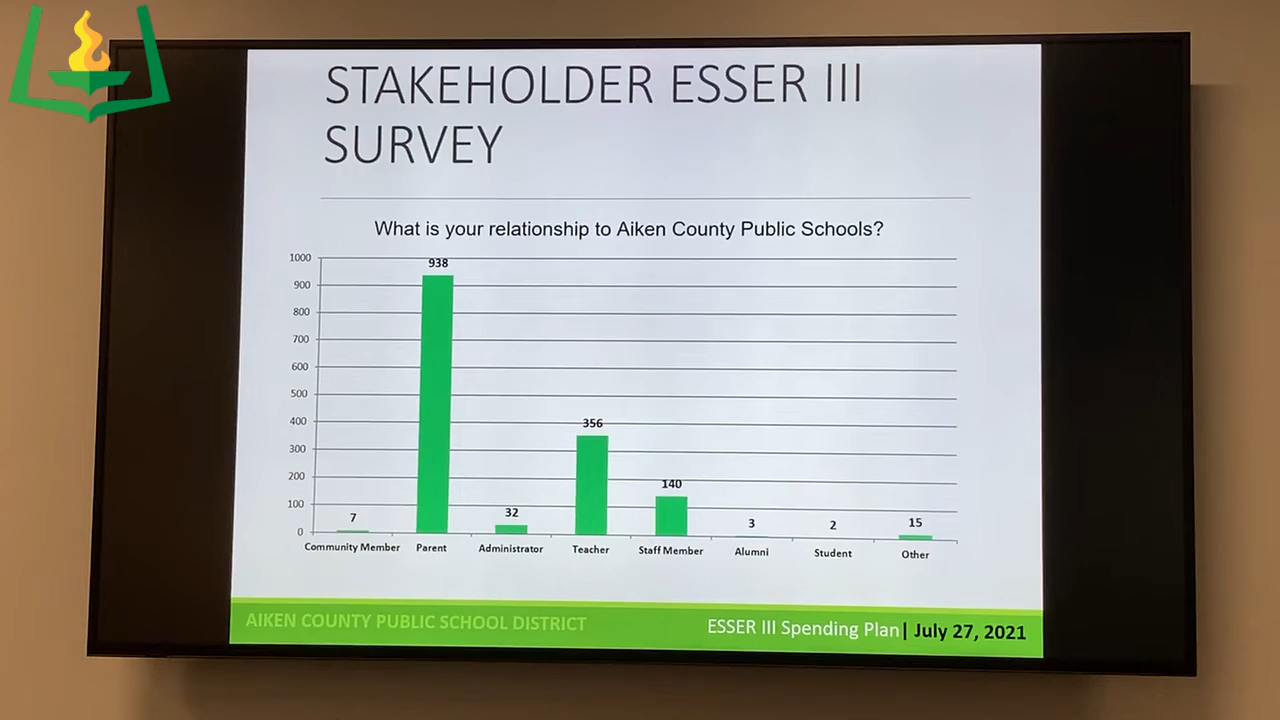 STAKEHOLDER ESSER III
SURVEY
What is your relationship to Aiken County Public Schools?
1000
900
800
700
600
500
400
300
200
100
0
7
938
32
356
140
3
2
15
Community Member
Parent
Administrator
Teacher
Staff Member
Alumni
Student
Other
AIKEN COUNTY PUBLIC SCHOOL DISTRICT
ESSER III Spending Plan| July 27, 2021